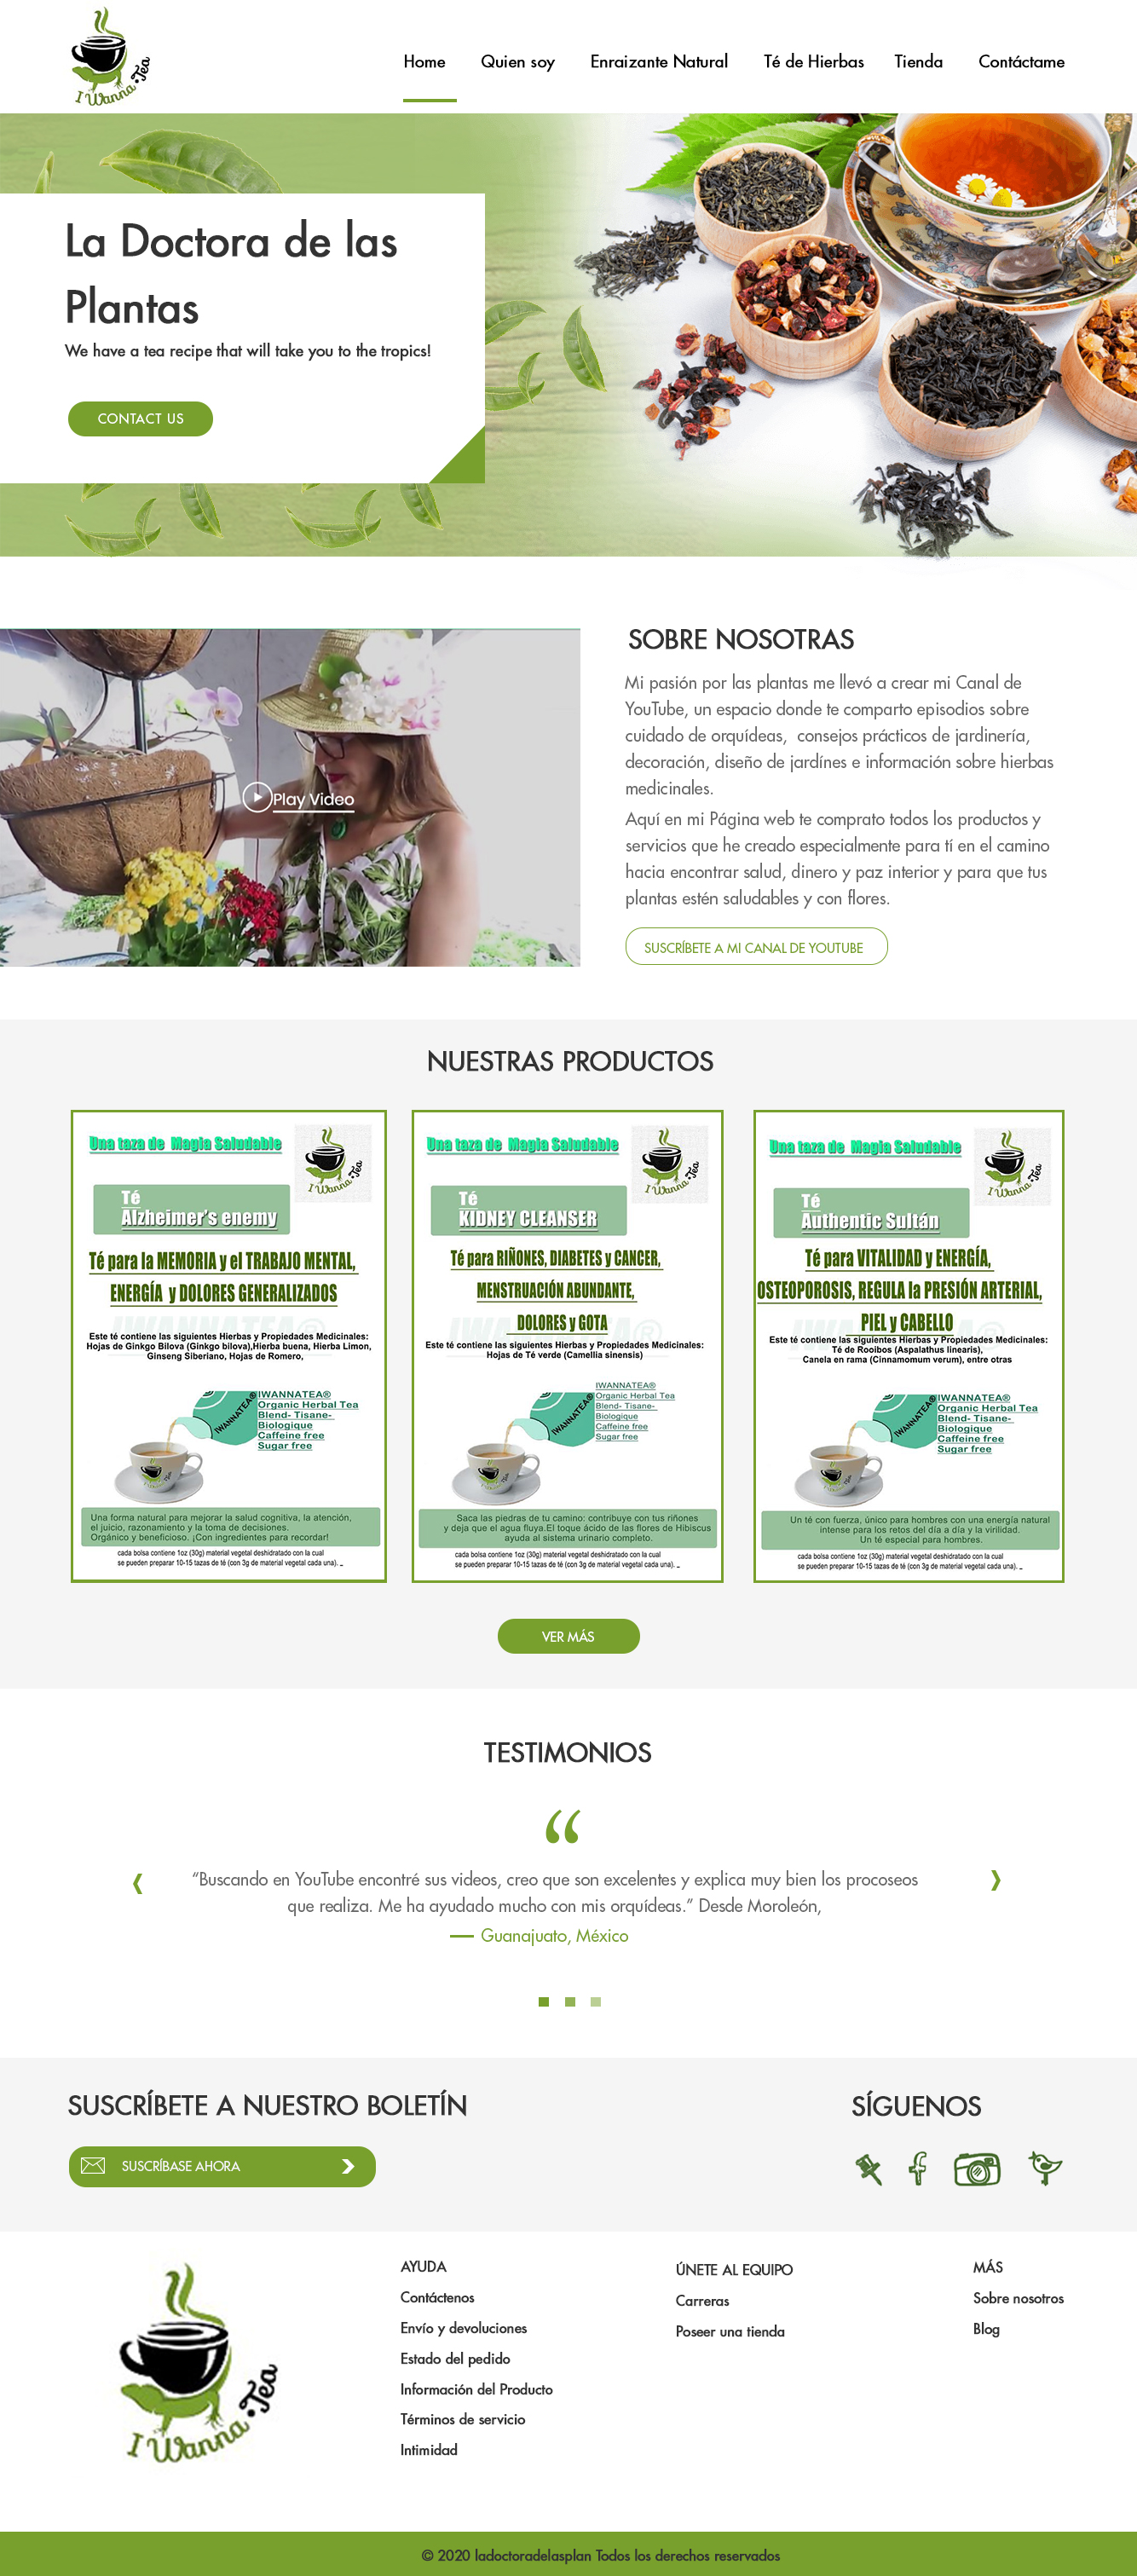 I Wanna Tea
Home Quien soy Enraizante Natural Té de Hierbas Tienda Contáctame
La Doctora de las
Plantas
We have a tea recipe that will take you to the tropics!
CONTACT US
Play Video
SOBRE NOSOTRAS
Mi pasión por las plantas me llevó a crear mi Canal de
YouTube, un espacio donde te comparto episodios sobre
cuidado de orquídeas, consejos prácticos de jardinería,
decoración, diseño de jardínes e información sobre hierbas
medicinales.
Aquí en mi Página web te comprato todos los productos y
servicios que he creado especialmente para tí en el camino
hacia encontrar salud, dinero y paz interior y para que tus
plantas estén saludables y con flores.
SUSCRÍBETE A MI CANAL DE YOUTUBE
NUESTRAS PRODUCTOS
Una taza de Magia Saludable
I Wanna Tea
Té
Alzheimer's enemy
Té para la MEMORIA y el TRABAJO MENTAL,
ENERGÍA y DOLORES GENERALIZADOS
IWANNATEA®
Este té contiene las siguientes Hierbas y Propiedades Medicinales:
Hojas de Ginkgo Bilova (Ginkgo bilova),Hierba buena, Hierba Limon,
Ginseng Siberiano, Hojas de Romero,
IWANNATEA®
IWANNATEA®
Organic Herbal Tea
Blend- Tisane-
Biologique
Caffeine free
Sugar free
Una forma natural para mejorar la salud cognitiva, la atención,
el juicio, razonamiento y la toma de decisiones.
Orgánico y beneficioso. ¡Con ingredientes para recordar!
cada bolsa contiene 1oz (30g) material vegetal deshidratado con la cual
se pueden preparar 10-15 tazas de té (con 3g de material vegetal cada una).
Una taza de Magia Saludable
I Wanna Tea
Té
KIDNEY CLEANSER
Té para RIÑONES, DIABETES y CANCER,
MENSTRUACIÓN ABUNDANTE,
DOLORES y GOTA
IWANNATEA®
Este té contiene las siguientes Hierbas y Propiedades Medicinales:
Hojas de Té verde (Camellia sinensis)
IWANNATEA®
IWANNATEA®
Organic Herbal Tea
Blend- Tisane-
Biologique
Caffeine free
Sugar free
Saca las piedras de tu camino: contribuye con tus riñones
y deja que el agua fluya.El toque ácido de las flores de Hibiscus
ayuda al sistema urinario completo.
cada bolsa contiene 1oz (30g) material vegetal deshidratado con la cual
se pueden preparar 10-15 tazas de té (con 3g de material vegetal cada una).
Una taza de Magia Saludable
I Wanna Tea
Té
Authentic Sultán
Té para VITALIDAD y ENERGÍA,
OSTEOPOROSIS, REGULA la PRESIÓN ARTERIAL,
PIEL y CABELLO
IWANNATEA®
Este té contiene las siguientes Hierbas y Propiedades Medicinales:
Té de Rooibos (Aspalathus linearis),
Canela en rama (Cinnamomum verum), entre otras
IWANNATEA®
IWANNATEA®
Organic Herbal Tea
Blend- Tisane-
Biologique
Caffeine free
Sugar free
Un té con fuerza, único para hombres con una energía natural
intense para los retos del día a día y la virilidad.
Un té especial para hombres.
cada bolsa contiene 1oz (30g) material vegetal deshidratado con la cual
se pueden preparar 10-15 tazas de té (con 3g de material vegetal cada una).
VER MÁS
TESTIMONIOS
“
“Buscando en YouTube encontré sus videos, creo que son excelentes y explica muy bien los procoseos
que realiza. Me ha ayudado mucho con mis orquídeas.” Desde Moroleón,
Guanajuato, México
SUSCRÍBETE A NUESTRO BOLETÍN
SÍGUENOS
SUSCRÍBASE AHORA
I Wanna Tea
AYUDA
Contáctenos
Envío y devoluciones
Estado del pedido
Información del Producto
Términos de servicio
Intimidad
ÚNETE AL EQUIPO
Carreras
Poseer una tienda
MÁS
Sobre nosotros
Blog
© 2020 ladoctoradelasplan Todos los derechos reservados